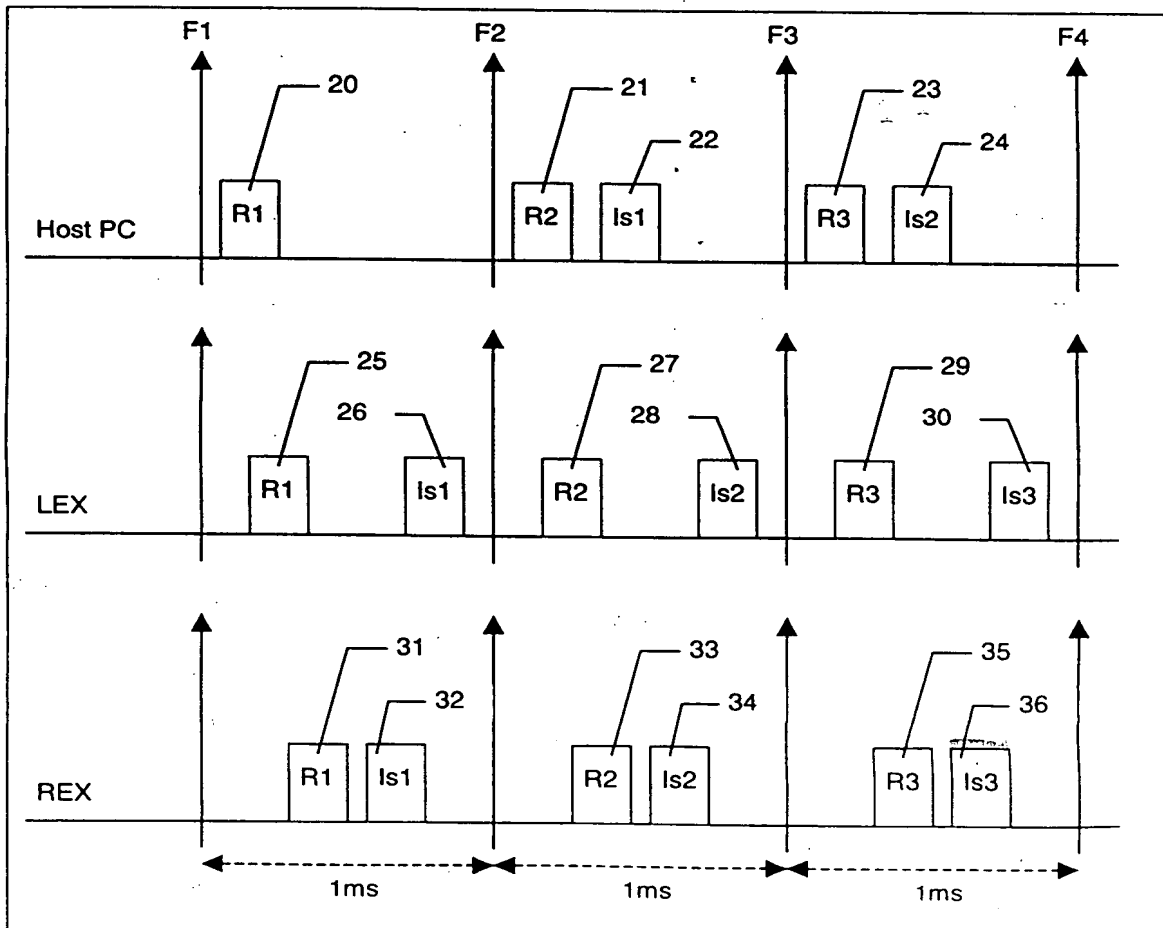 F1 F2 F3 F4
20 21 23
22 24
R1 R2 Is1 R3 Is2
Host PC
25 27 29
26 28 30
R1 Is1 R2 Is2 R3 Is3
LEX
31 33 35
32 34 36
R1 Is1 R2 Is2 R3 Is3
REX
1ms 1ms 1ms